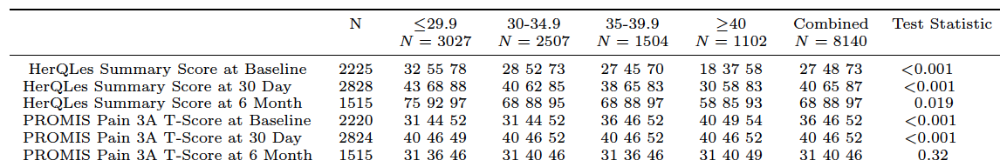 N ≤29.9 30-34.9 35-39.9 ≥40 Combined Test Statistic
N = 3027 N = 2507 N = 1504 N = 1102 N = 8140
HerQLes Summary Score at Baseline 2225 32 55 78 28 52 73 27 45 70 18 37 58 27 48 73 <0.001
HerQLes Summary Score at 30 Day 2828 43 68 88 40 62 85 38 65 83 30 58 83 40 65 87 <0.001
HerQLes Summary Score at 6 Month 1515 75 92 97 68 88 95 68 88 97 58 85 93 68 88 97 0.019
PROMIS Pain 3A T-Score at Baseline 2220 31 44 52 31 44 52 36 46 52 40 49 54 36 46 52 <0.001
PROMIS Pain 3A T-Score at 30 Day 2824 40 46 49 40 46 52 40 46 52 40 46 52 40 46 52 <0.001
PROMIS Pain 3A T-Score at 6 Month 1515 31 36 46 31 40 46 31 36 46 31 40 49 31 40 46 0.32